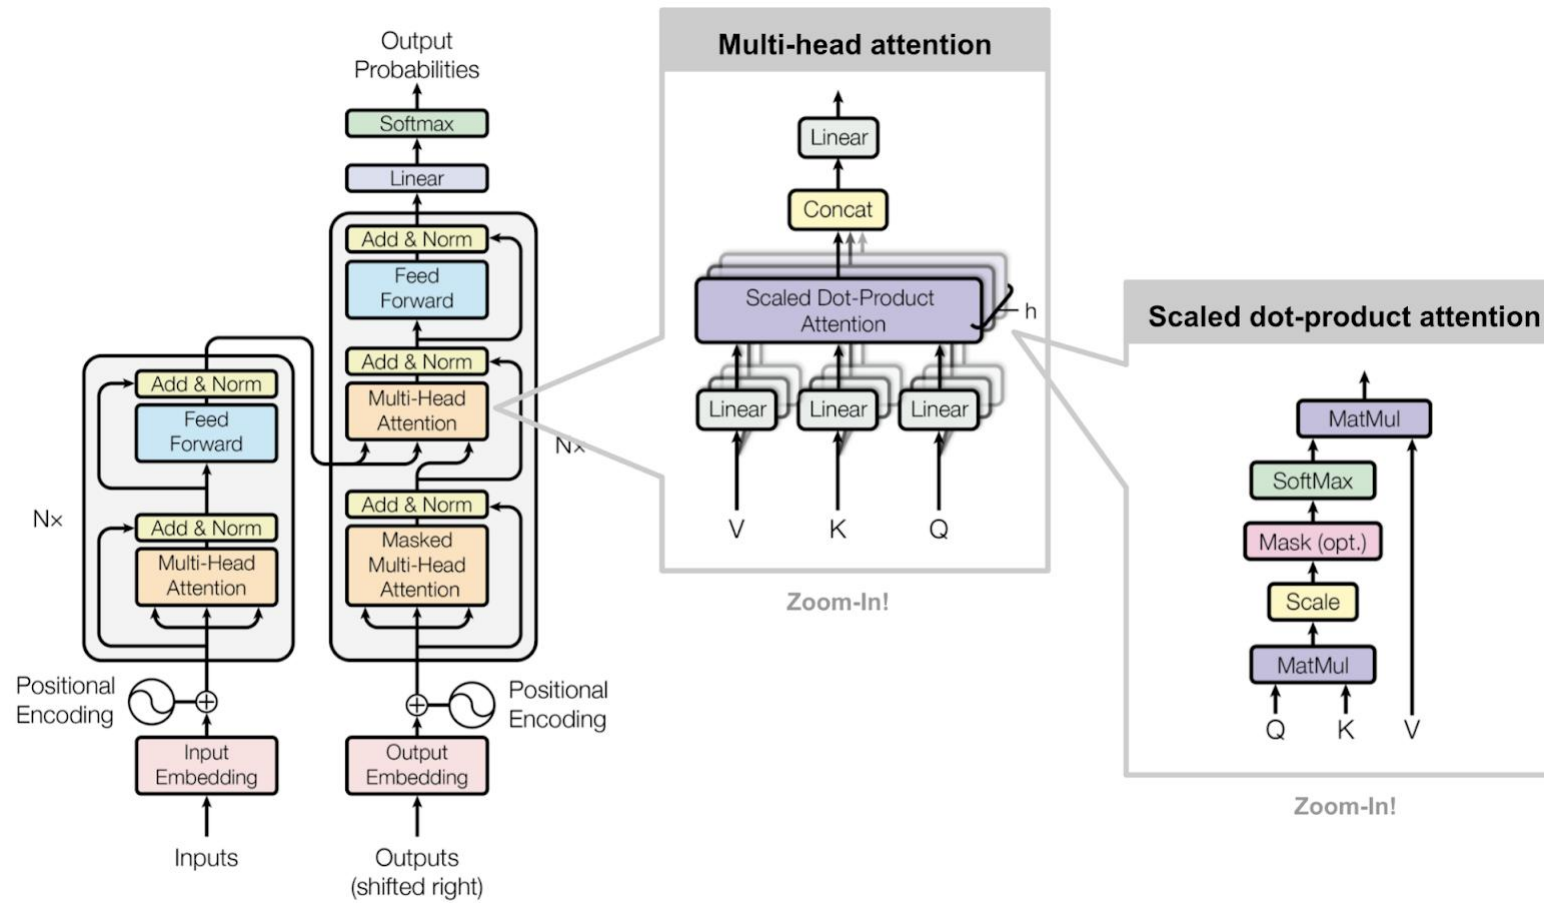 Output
Probabilities
Softmax
Linear
Add & Norm
Feed
Forward
Add & Norm
Multi-Head
Attention
Add & Norm
Masked
Multi-Head
Attention
Nx
Positional
Encoding
Output
Embedding
Outputs
(shifted right)
Add & Norm
Feed
Forward
Add & Norm
Multi-Head
Attention
Nx
Positional
Encoding
Input
Embedding
Inputs
Multi-head attention
Linear
Concat
Scaled Dot-Product
Attention
h
Linear Linear Linear
V K Q
Zoom-In!
Scaled dot-product attention
MatMul
SoftMax
Mask (opt.)
Scale
MatMul
Q K V
Zoom-In!